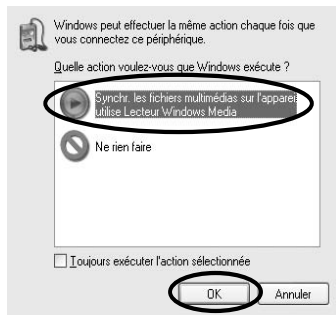 Windows peut effectuer la même action chaque fois que
vous connectez ce périphérique.
Quelle action voulez-vous que Windows exécute ?
Synchr. les fichiers multimédias sur l'apparei
utilise Lecteur Windows Media
Ne rien faire
Toujours exécuter l'action sélectionnée
OK Annuler